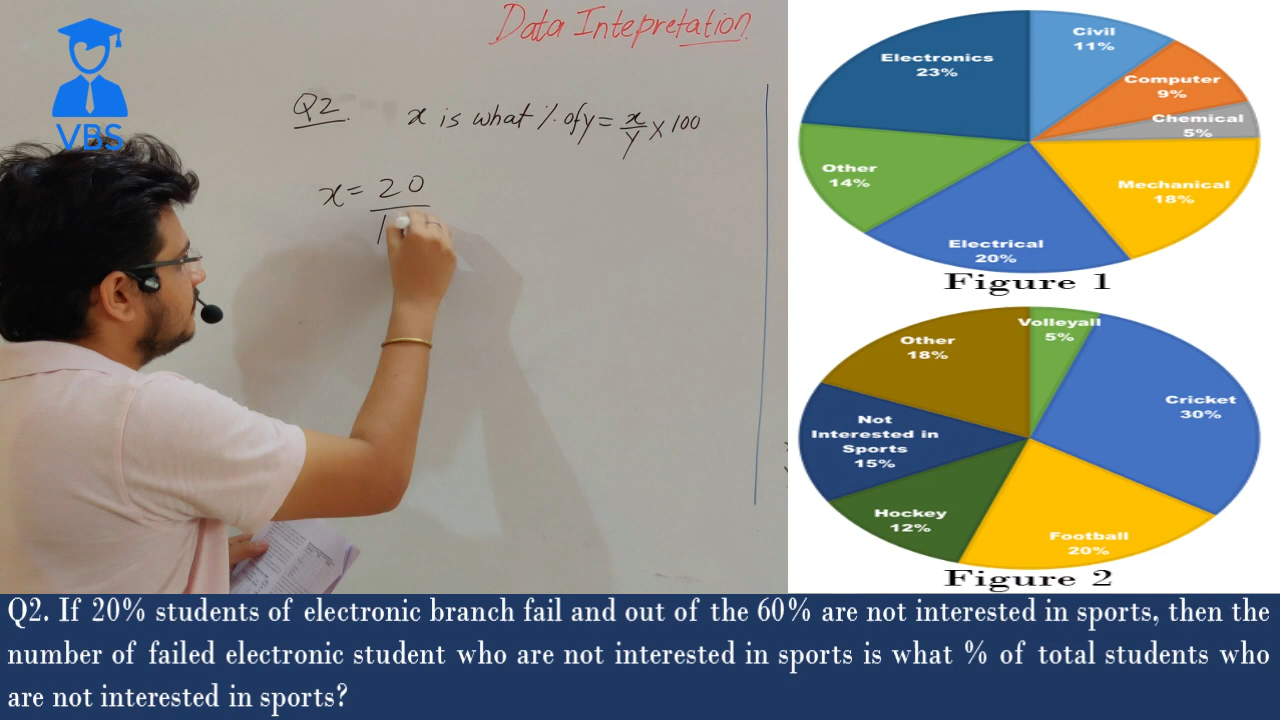 Data Intepretation
VBS
Q2. x is what % of y = x/y x 100
x = 20
1
Civil
11%
Computer
9%
Chemical
5%
Mechanical
18%
Electrical
20%
Other
14%
Electronics
23%
Figure 1
Volleyall
5%
Cricket
30%
Football
20%
Hockey
12%
Not
Interested in
Sports
15%
Other
18%
Figure 2
Q2. If 20% students of electronic branch fail and out of the 60% are not interested in sports, then the
number of failed electronic student who are not interested in sports is what % of total students who
are not interested in sports?